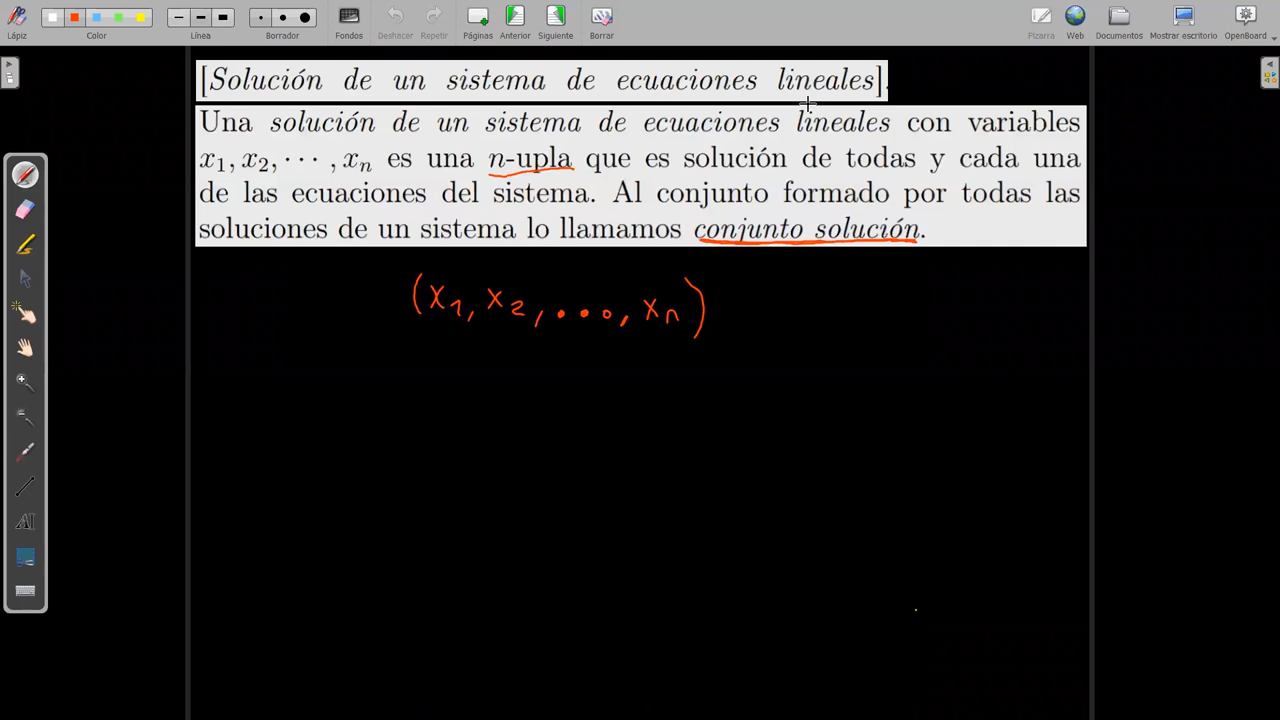 Lápiz Color Línea Borrador Fondos Deshacer Repetir Páginas Anterior Siguiente Borrar Pizarra Web Documentos Mostrar escritorio OpenBoard
[Solución de un sistema de ecuaciones lineales].
Una solución de un sistema de ecuaciones lineales con variables
x₁, x₂, ⋯ , xₙ es una n-upla que es solución de todas y cada una
de las ecuaciones del sistema. Al conjunto formado por todas las
soluciones de un sistema lo llamamos conjunto solución.
(x₁, x₂, ..., xₙ)
AI